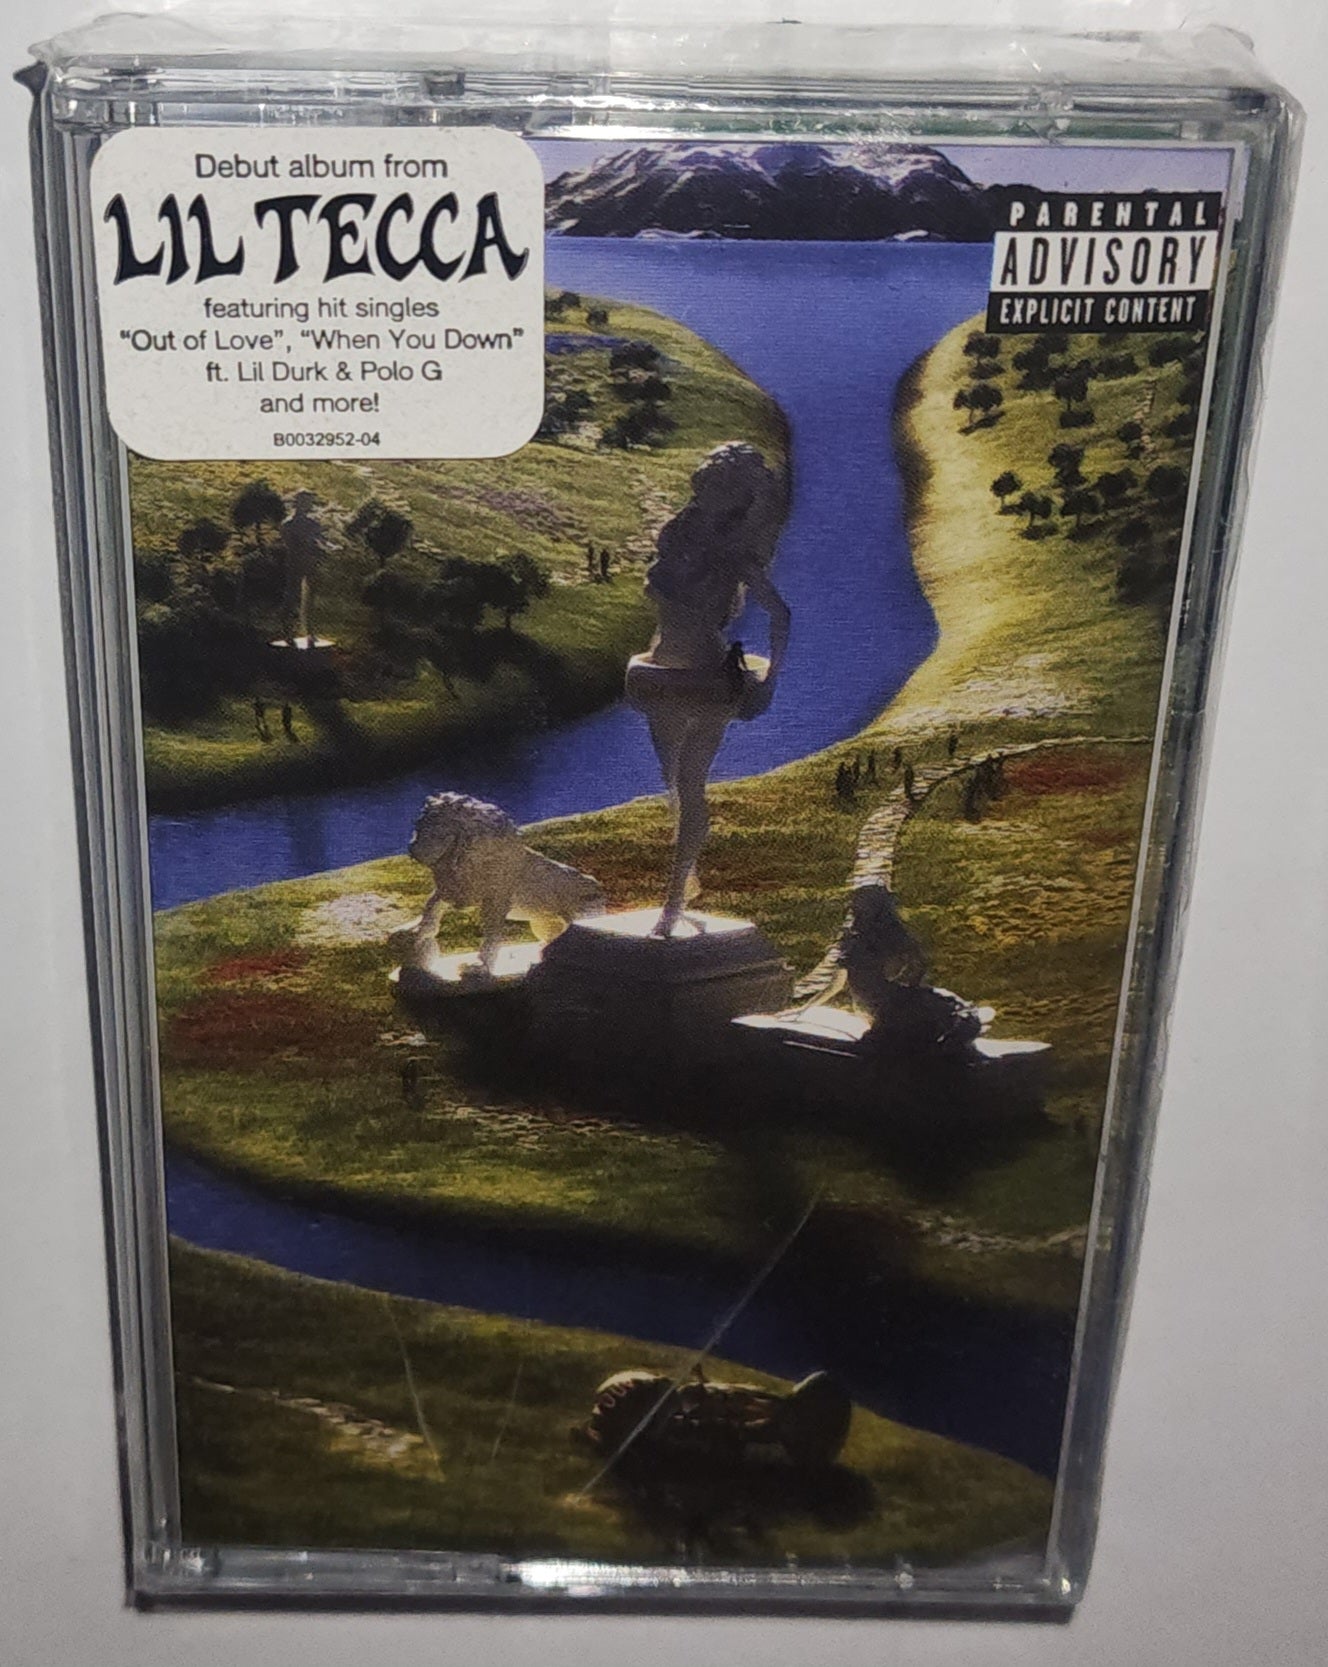 Debut album from
LIL TECCA
featuring hit singles
“Out of Love”, “When You Down”
ft. Lil Durk & Polo G
and more!
B0032952-04
PARENTAL
ADVISORY
EXPLICIT CONTENT